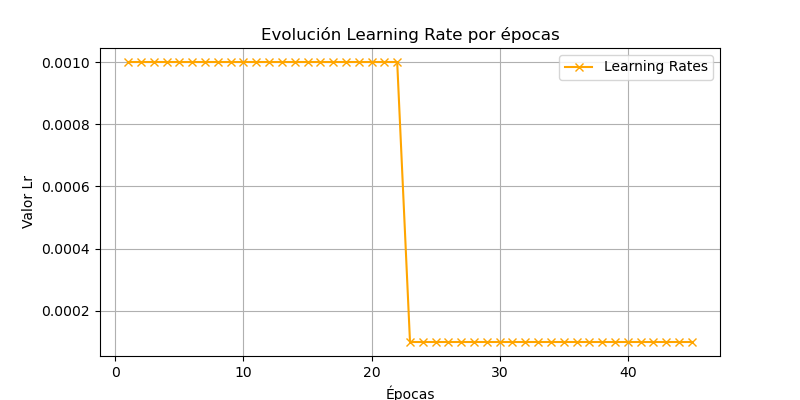 Evolución Learning Rate por épocas
Learning Rates
Valor Lr
0.0010
0.0008
0.0006
0.0004
0.0002
0 10 20 30 40
Épocas